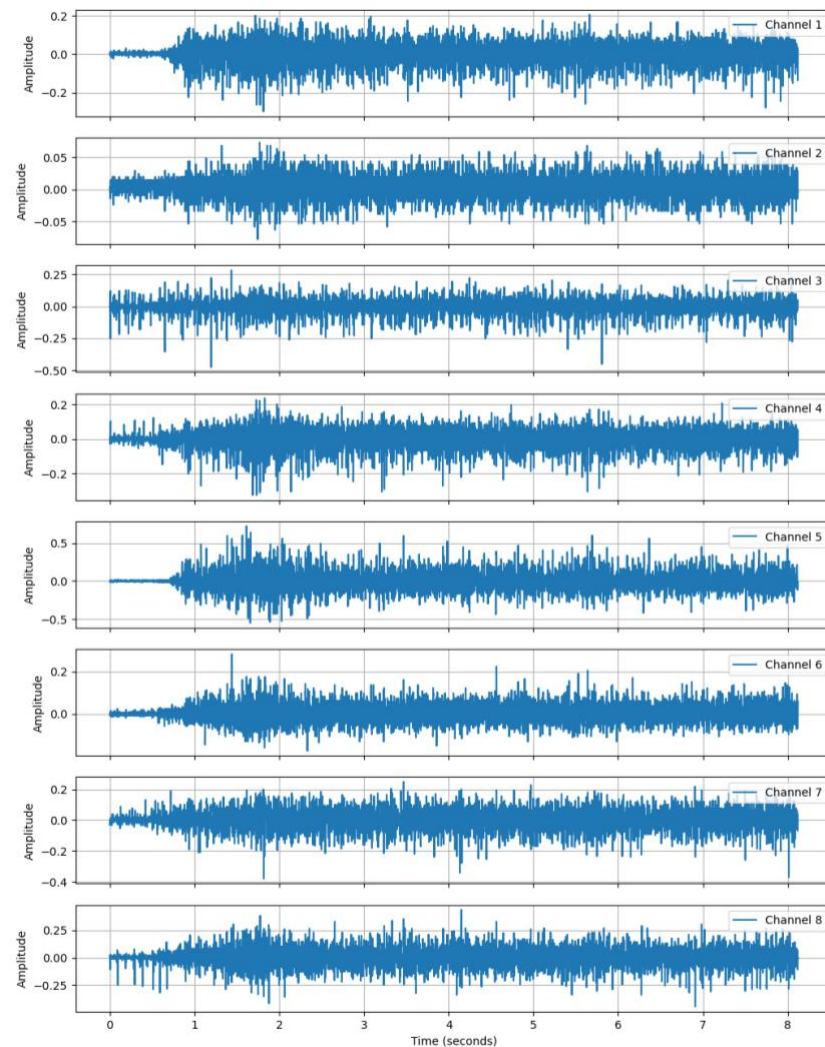 0.2
0.0
−0.2
Amplitude
Channel 1
0.05
0.00
−0.05
Amplitude
Channel 2
0.25
0.00
−0.25
−0.50
Amplitude
Channel 3
0.2
0.0
−0.2
Amplitude
Channel 4
0.5
0.0
−0.5
Amplitude
Channel 5
0.2
0.0
Amplitude
Channel 6
0.2
0.0
−0.2
−0.4
Amplitude
Channel 7
0.25
0.00
−0.25
Amplitude
Channel 8
0 1 2 3 4 5 6 7 8
Time (seconds)